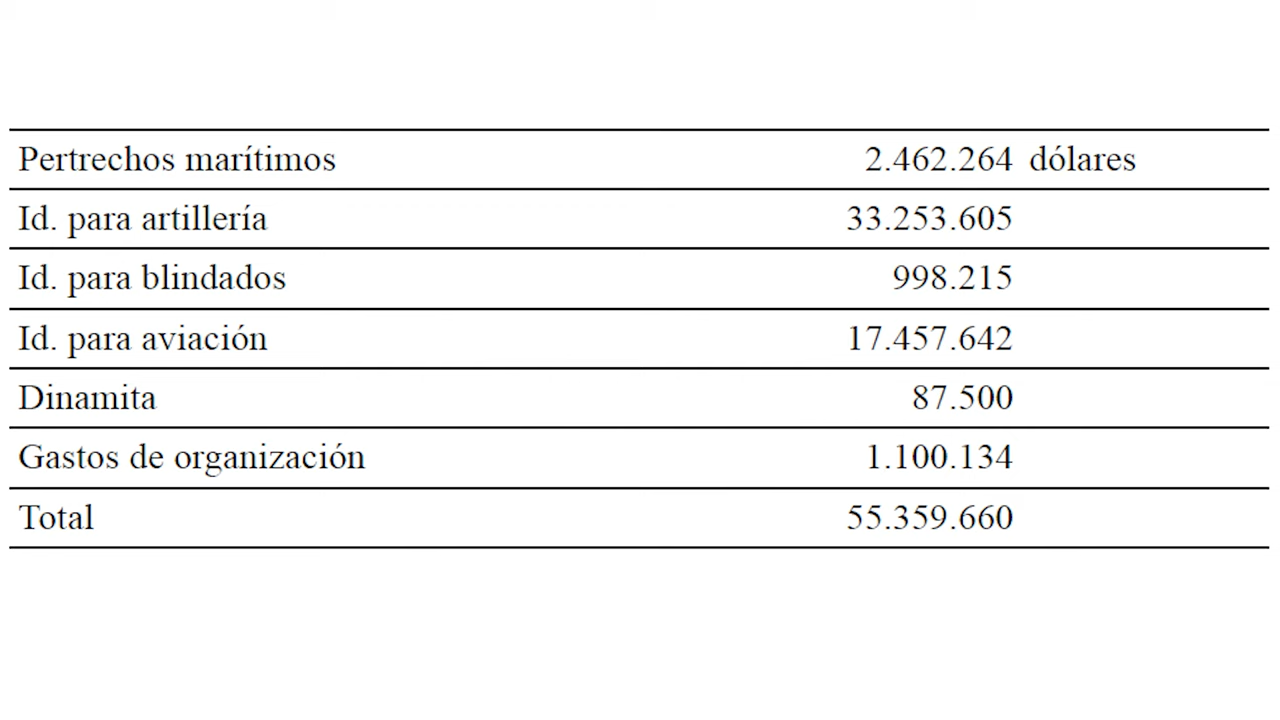 Pertrechos marítimos 2.462.264 dólares
Id. para artillería 33.253.605
Id. para blindados 998.215
Id. para aviación 17.457.642
Dinamita 87.500
Gastos de organización 1.100.134
Total 55.359.660